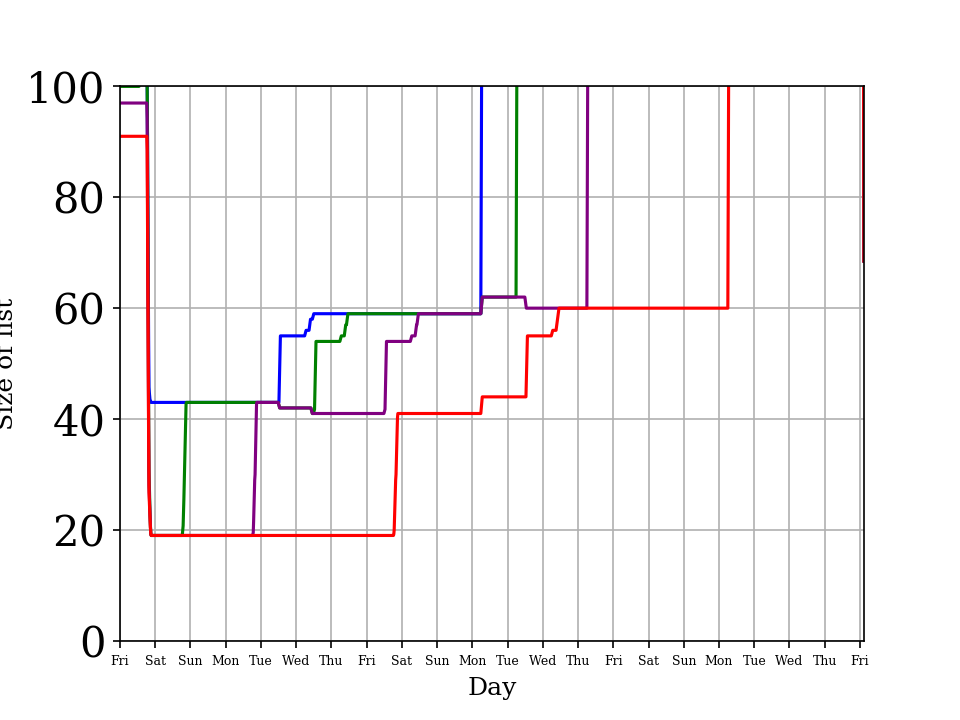 100
80
60
40
20
0
Size of list
Fri Sat Sun Mon Tue Wed Thu Fri Sat Sun Mon Tue Wed Thu Fri Sat Sun Mon Tue Wed Thu Fri
Day